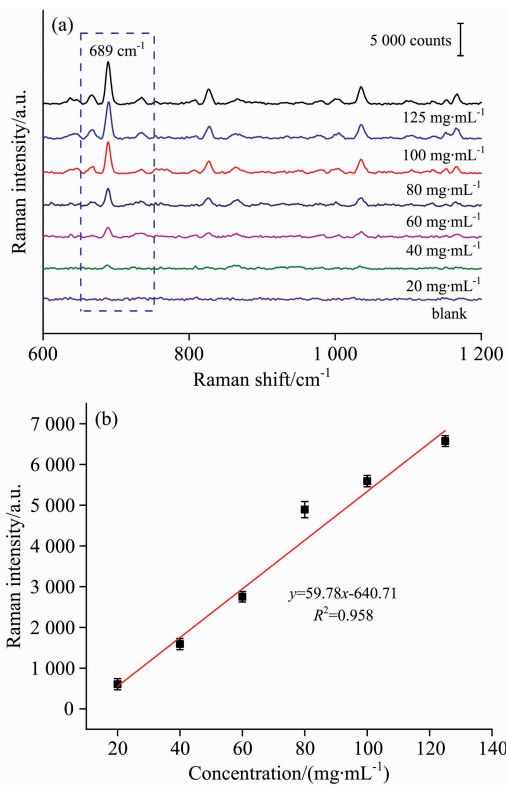 (a)
5 000 counts
689 cm⁻¹
125 mg·mL⁻¹
100 mg·mL⁻¹
80 mg·mL⁻¹
60 mg·mL⁻¹
40 mg·mL⁻¹
20 mg·mL⁻¹
blank
Raman intensity/a.u.
600 800 1 000 1 200
Raman shift/cm⁻¹
(b)
7 000
6 000
5 000
4 000
3 000
2 000
1 000
0
Raman intensity/a.u.
y=59.78x-640.71
R²=0.958
20 40 60 80 100 120 140
Concentration/(mg·mL⁻¹)